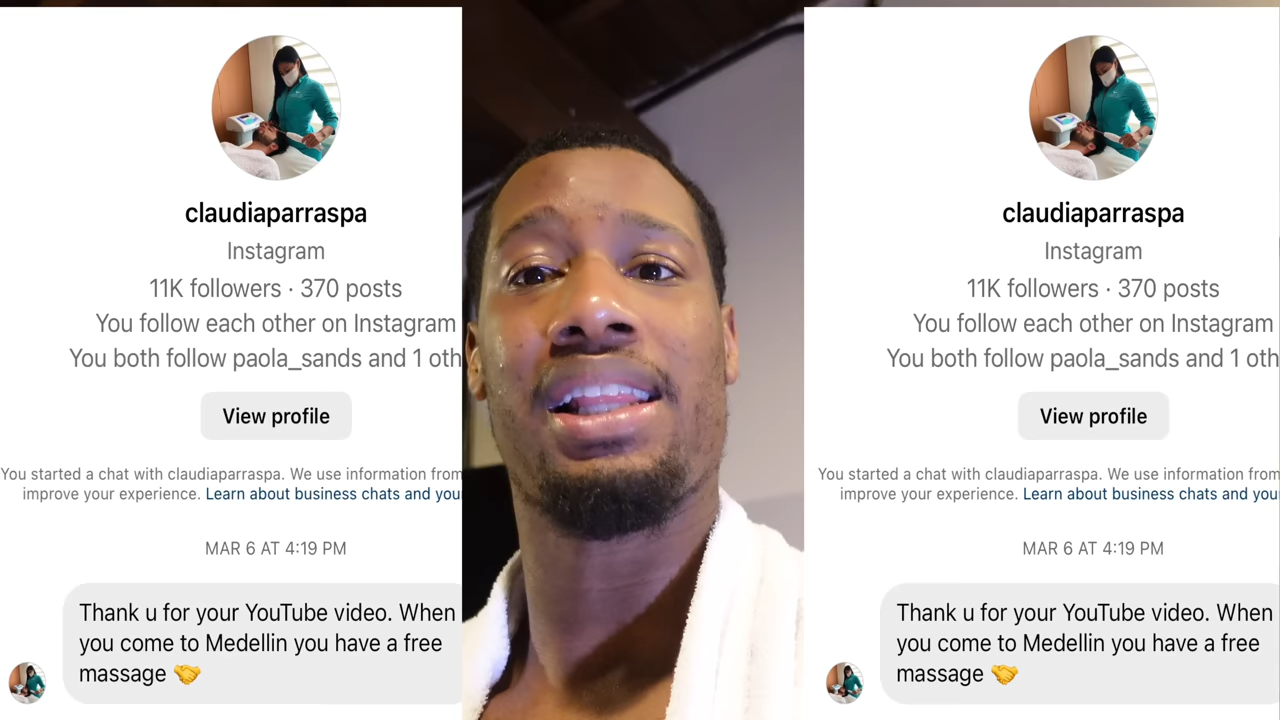 claudiaparraspa
Instagram
11K followers · 370 posts
You follow each other on Instagram
You both follow paola_sands and 1 oth
View profile
You started a chat with claudiaparraspa. We use information from
improve your experience. Learn about business chats and you
MAR 6 AT 4:19 PM
Thank u for your YouTube video. When
you come to Medellin you have a free
massage 🤝
claudiaparraspa
Instagram
11K followers · 370 posts
You follow each other on Instagram
You both follow paola_sands and 1 oth
View profile
You started a chat with claudiaparraspa. We use information from
improve your experience. Learn about business chats and you
MAR 6 AT 4:19 PM
Thank u for your YouTube video. When
you come to Medellin you have a free
massage 🤝